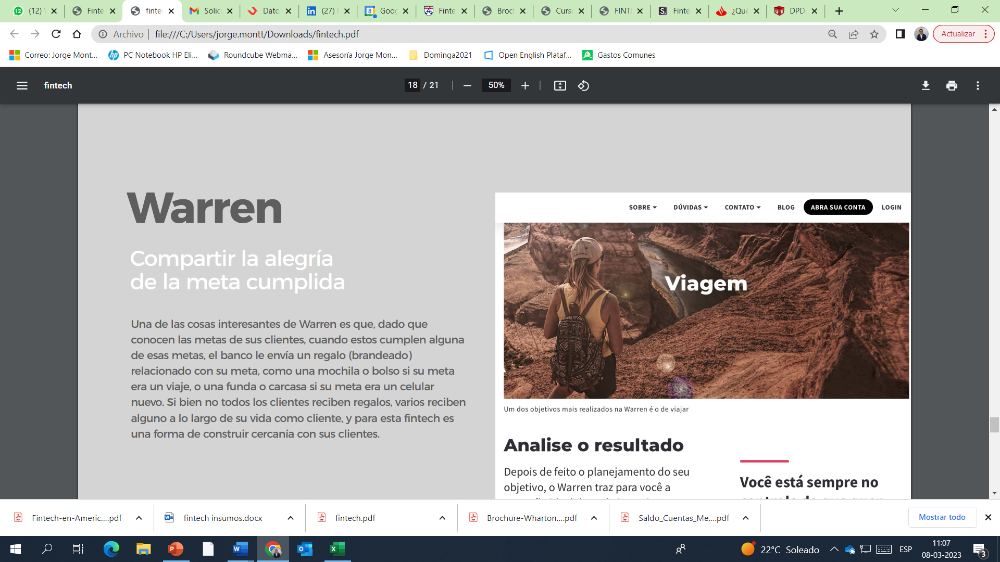 (12)
Finte
fintec
Solici
Dato
(27)
Goog
Finte
Broch
Curso
FINT
Finte
¿Que
DPD
Archivo
file:///C:/Users/jorge.montt/Downloads/fintech.pdf
Actualizar
Correo: Jorge Mont...
PC Notebook HP Eli...
Roundcube Webma...
Asesoría Jorge Mon...
Dominga2021
Open English Plataf...
Gastos Comunes
fintech
18 / 21
50%
Warren
Compartir la alegría
de la meta cumplida
Una de las cosas interesantes de Warren es que, dado que
conocen las metas de sus clientes, cuando estos cumplen alguna
de esas metas, el banco le envía un regalo (brandeado)
relacionado con su meta, como una mochila o bolso si su meta
era un viaje, o una funda o carcasa si su meta era un celular
nuevo. Si bien no todos los clientes reciben regalos, varios reciben
alguno a lo largo de su vida como cliente, y para esta fintech es
una forma de construir cercanía con sus clientes.
SOBRE
DÚVIDAS
CONTATO
BLOG
ABRA SUA CONTA
LOGIN
Viagem
Um dos objetivos mais realizados na Warren é o de viajar
Analise o resultado
Depois de feito o planejamento do seu
objetivo, o Warren traz para você a
Você está sempre no
Fintech-en-Americ....pdf
fintech insumos.docx
fintech.pdf
Brochure-Wharton....pdf
Saldo_Cuentas_Me....pdf
Mostrar todo
22°C Soleado
ESP
11:07
08-03-2023
3